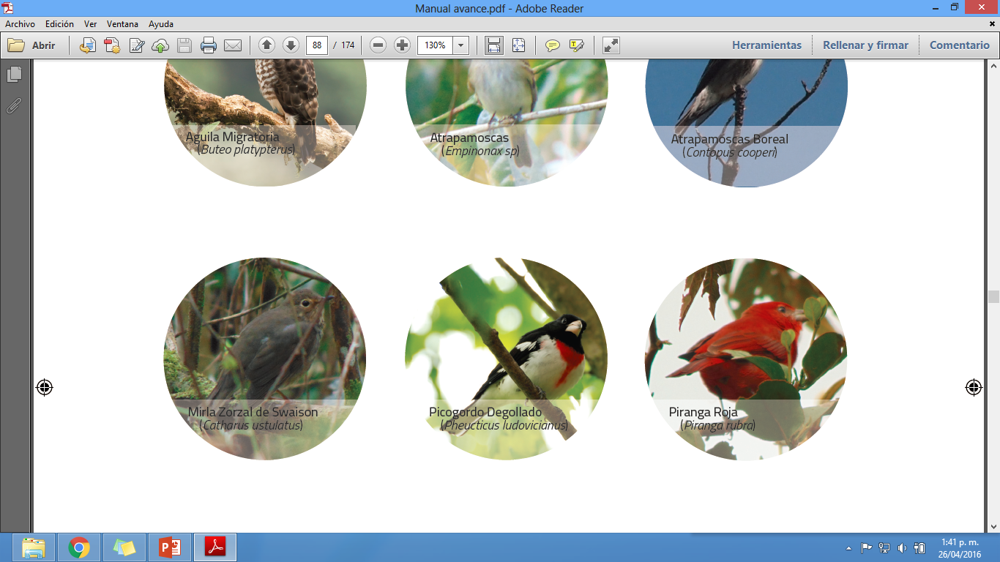 Manual avance.pdf - Adobe Reader
Archivo Edición Ver Ventana Ayuda
Abrir 88 / 174 130% Herramientas Rellenar y firmar Comentario
Aguila Migratoria
(Buteo platypterus)
Atrapamoscas
(Empinonax sp)
Atrapamoscas Boreal
(Contopus cooperi)
Mirla Zorzal de Swaison
(Catharus ustulatus)
Picogordo Degollado
(Pheucticus ludovicianus)
Piranga Roja
(Piranga rubra)
1:41 p. m.
26/04/2016